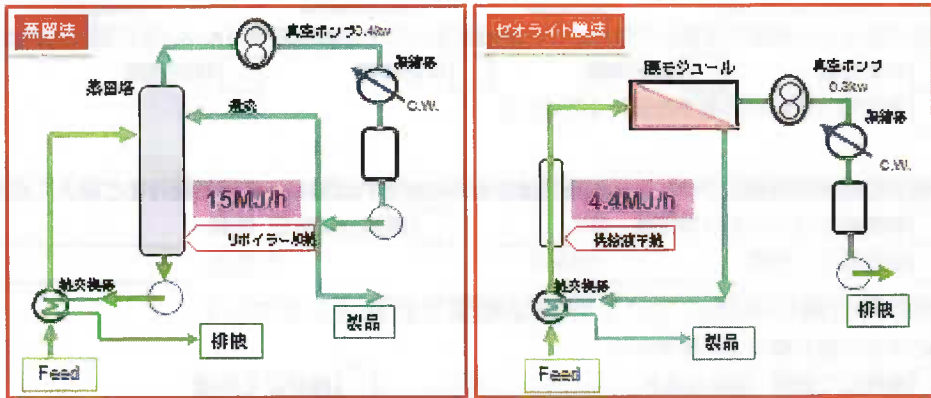 蒸留法
真空ポンプ0.4kw
凝縮器
蒸留塔
還流
C.W.
15MJ/h
リボイラー加熱
熱交換器
排液
製品
Feed
ゼオライト膜法
膜モジュール
真空ポンプ
0.3kw
凝縮器
C.W.
4.4MJ/h
供給液予熱
熱交換器
排液
製品
Feed